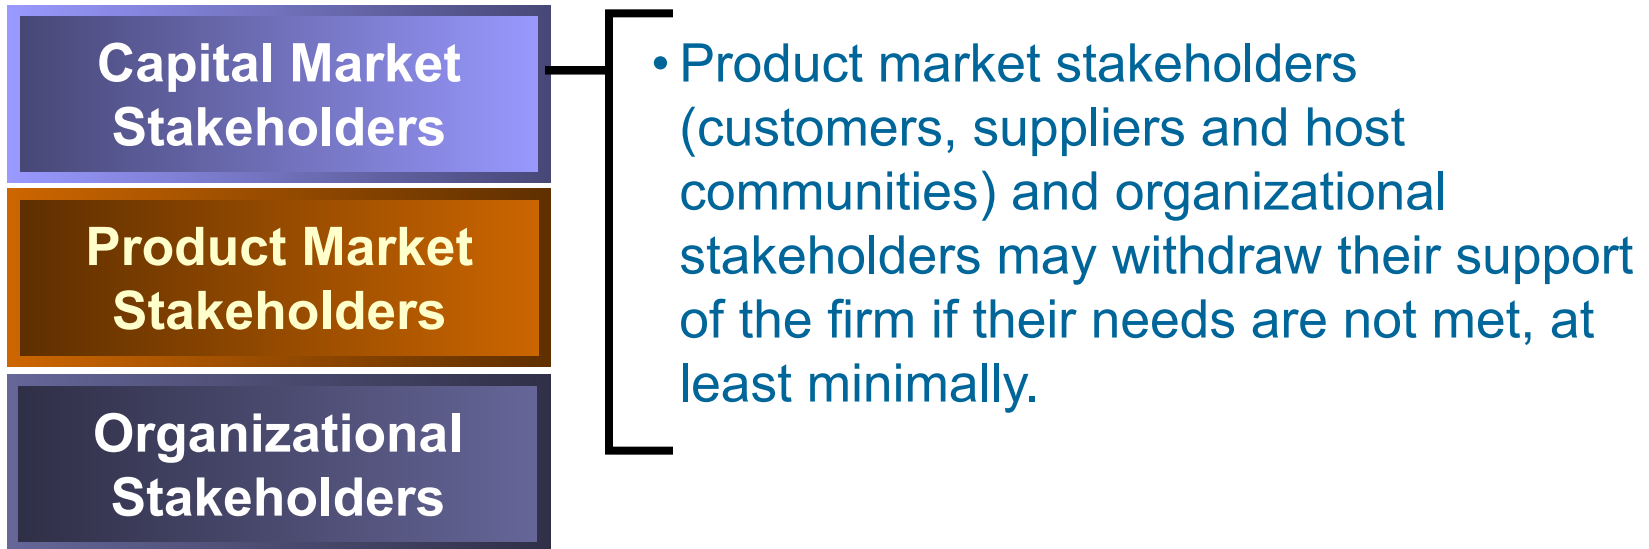 Capital Market
Stakeholders
Product Market
Stakeholders
Organizational
Stakeholders
• Product market stakeholders
(customers, suppliers and host
communities) and organizational
stakeholders may withdraw their support
of the firm if their needs are not met, at
least minimally.